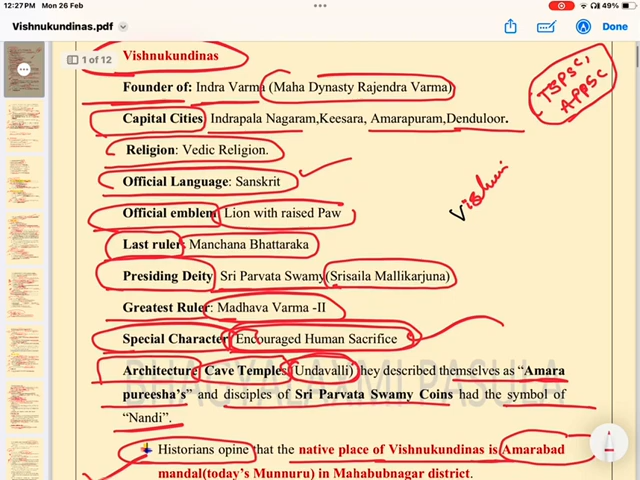 12:27 PM Mon 26 Feb
49%
Vishnukundinas.pdf
Done
1 of 12
Vishnukundinas
Founder of: Indra Varma (Maha Dynasty Rajendra Varma)
TSPSC,
APPSC
Capital Cities: Indrapala Nagaram,Keesara, Amarapuram,Denduloor.
Religion: Vedic Religion.
Official Language: Sanskrit
Official emblem: Lion with raised Paw
Last ruler: Manchana Bhattaraka
Presiding Deity: Sri Parvata Swamy(Srisaila Mallikarjuna)
Greatest Ruler: Madhava Varma -II
Special Character: Encouraged Human Sacrifice
Architecture: Cave Temples(Undavalli)They described themselves as “Amara
pureesha's” and disciples of Sri Parvata Swamy Coins had the symbol of
“Nandi”.
BHAGYALAXMI PASULA
Historians opine that the native place of Vishnukundinas is Amarabad
mandal(today's Munnuru) in Mahabubnagar district.